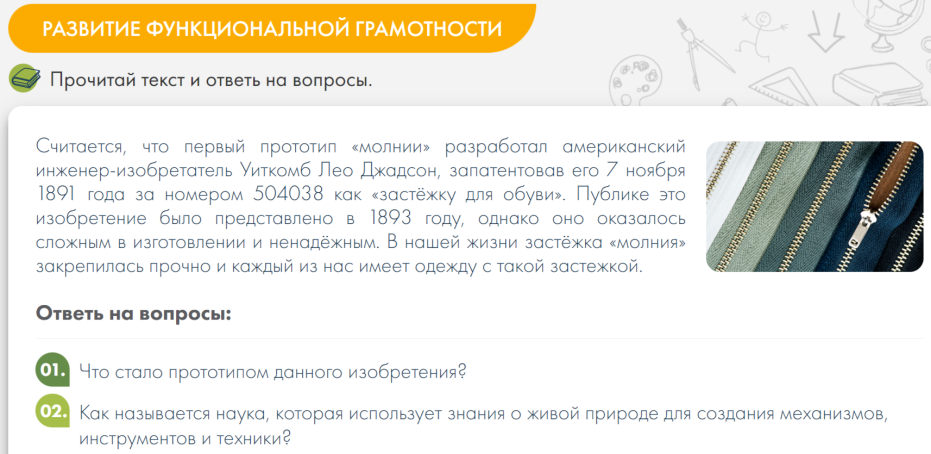 РАЗВИТИЕ ФУНКЦИОНАЛЬНОЙ ГРАМОТНОСТИ
Прочитай текст и ответь на вопросы.
Считается, что первый прототип «молнии» разработал американский
инженер-изобретатель Уиткомб Лео Джадсон, запатентовав его 7 ноября
1891 года за номером 504038 как «застёжку для обуви». Публике это
изобретение было представлено в 1893 году, однако оно оказалось
сложным в изготовлении и ненадёжным. В нашей жизни застёжка «молния»
закрепилась прочно и каждый из нас имеет одежду с такой застежкой.
Ответь на вопросы:
01. Что стало прототипом данного изобретения?
02. Как называется наука, которая использует знания о живой природе для создания механизмов,
инструментов и техники?